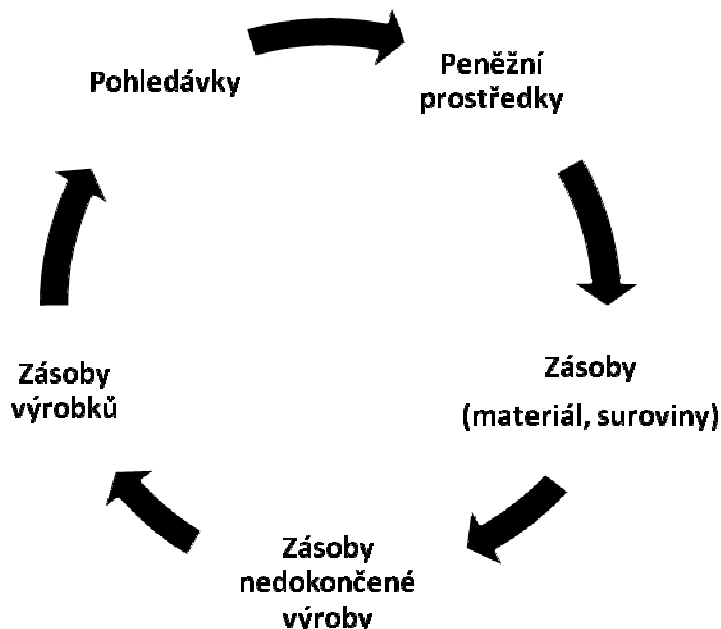 Pohledávky
Peněžní
prostředky
Zásoby
(materiál, suroviny)
Zásoby
nedokončené
výroby
Zásoby
výrobků